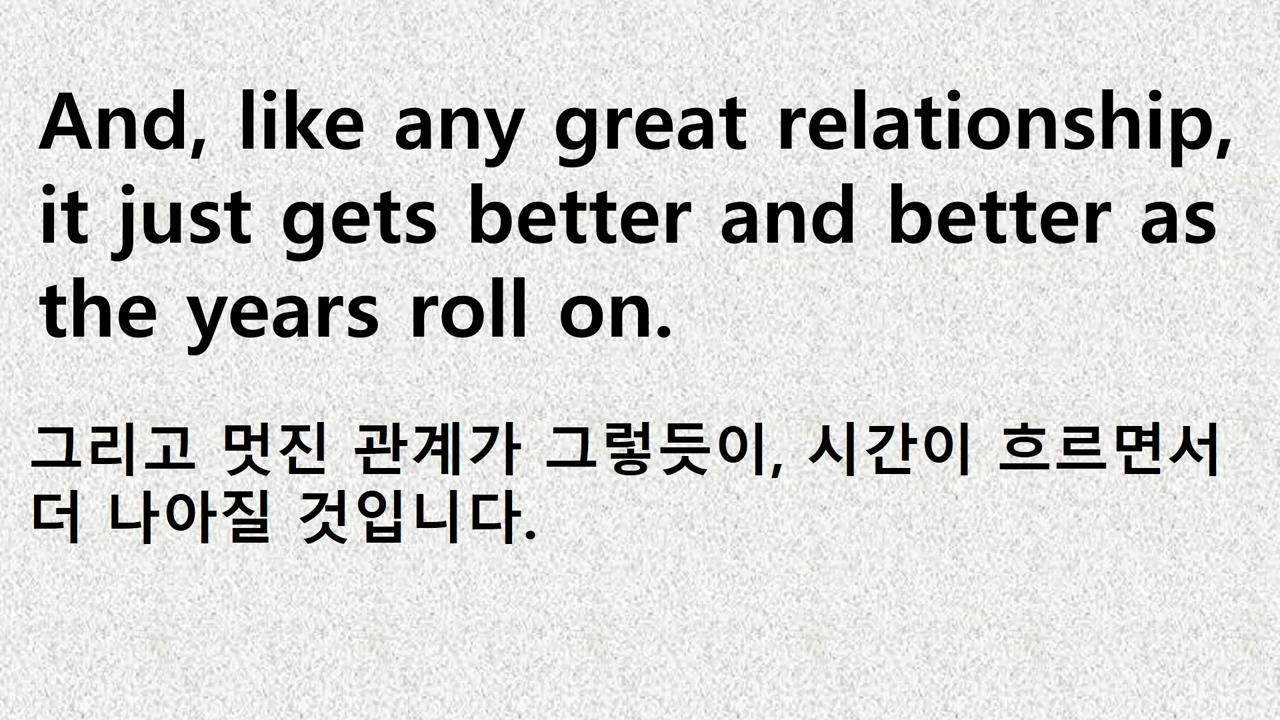 And, like any great relationship,
it just gets better and better as
the years roll on.
그리고 멋진 관계가 그렇듯이, 시간이 흐르면서
더 나아질 것입니다.